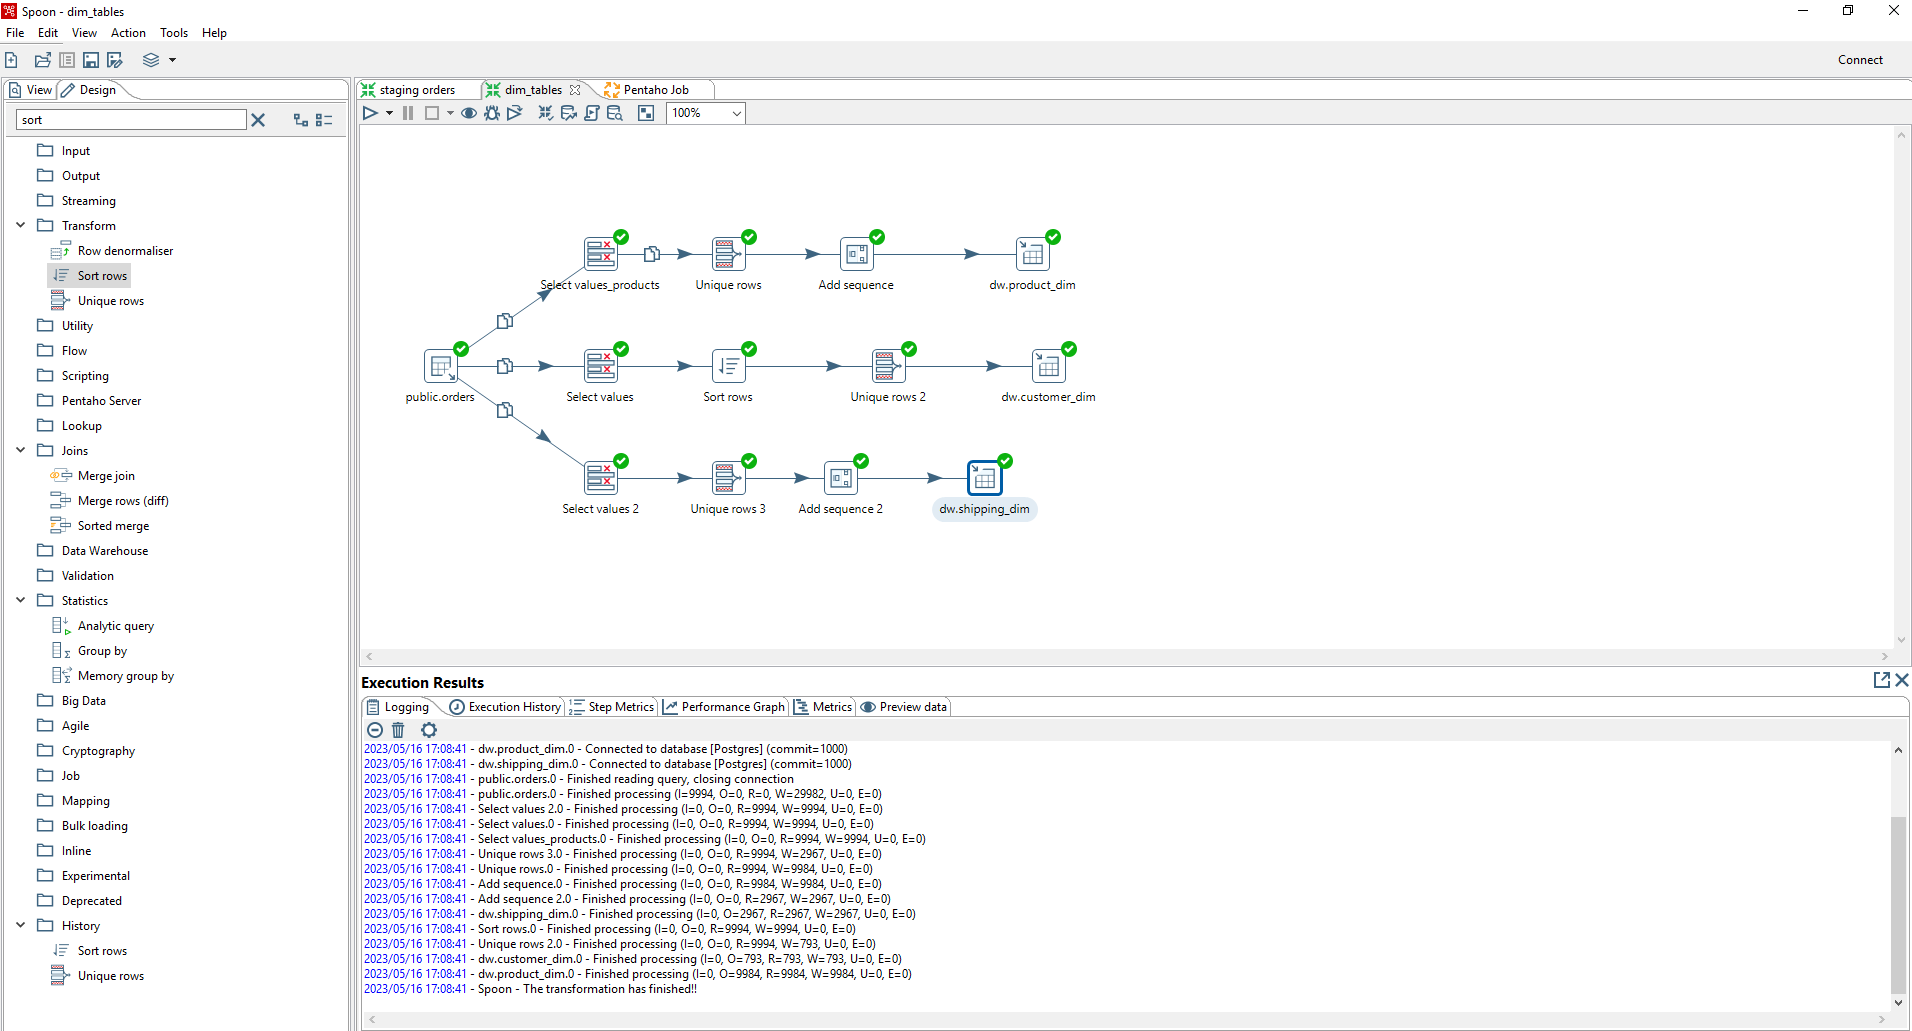 Spoon - dim_tables
File Edit View Action Tools Help
Connect
View Design
sort
Input
Output
Streaming
Transform
Row denormaliser
Sort rows
Unique rows
Utility
Flow
Scripting
Pentaho Server
Lookup
Joins
Merge join
Merge rows (diff)
Sorted merge
Data Warehouse
Validation
Statistics
Analytic query
Group by
Memory group by
Big Data
Agile
Cryptography
Job
Mapping
Bulk loading
Inline
Experimental
Deprecated
History
Sort rows
Unique rows
staging orders dim_tables Pentaho Job
100%
Select values_products Unique rows Add sequence dw.product_dim
public.orders Select values Sort rows Unique rows 2 dw.customer_dim
Select values 2 Unique rows 3 Add sequence 2 dw.shipping_dim
Execution Results
Logging Execution History Step Metrics Performance Graph Metrics Preview data
2023/05/16 17:08:41 - dw.product_dim.0 - Connected to database [Postgres] (commit=1000)
2023/05/16 17:08:41 - dw.shipping_dim.0 - Connected to database [Postgres] (commit=1000)
2023/05/16 17:08:41 - public.orders.0 - Finished reading query, closing connection
2023/05/16 17:08:41 - public.orders.0 - Finished processing (I=9994, O=0, R=0, W=29982, U=0, E=0)
2023/05/16 17:08:41 - Select values 2.0 - Finished processing (I=0, O=0, R=9994, W=9994, U=0, E=0)
2023/05/16 17:08:41 - Select values.0 - Finished processing (I=0, O=0, R=9994, W=9994, U=0, E=0)
2023/05/16 17:08:41 - Select values_products.0 - Finished processing (I=0, O=0, R=9994, W=9994, U=0, E=0)
2023/05/16 17:08:41 - Unique rows 3.0 - Finished processing (I=0, O=0, R=9994, W=2967, U=0, E=0)
2023/05/16 17:08:41 - Unique rows.0 - Finished processing (I=0, O=0, R=9994, W=9984, U=0, E=0)
2023/05/16 17:08:41 - Add sequence.0 - Finished processing (I=0, O=0, R=9984, W=9984, U=0, E=0)
2023/05/16 17:08:41 - Add sequence 2.0 - Finished processing (I=0, O=0, R=2967, W=2967, U=0, E=0)
2023/05/16 17:08:41 - dw.shipping_dim.0 - Finished processing (I=0, O=2967, R=2967, W=2967, U=0, E=0)
2023/05/16 17:08:41 - Sort rows.0 - Finished processing (I=0, O=0, R=9994, W=9994, U=0, E=0)
2023/05/16 17:08:41 - Unique rows 2.0 - Finished processing (I=0, O=0, R=9994, W=793, U=0, E=0)
2023/05/16 17:08:41 - dw.customer_dim.0 - Finished processing (I=0, O=793, R=793, W=793, U=0, E=0)
2023/05/16 17:08:41 - dw.product_dim.0 - Finished processing (I=0, O=9984, R=9984, W=9984, U=0, E=0)
2023/05/16 17:08:41 - Spoon - The transformation has finished!!